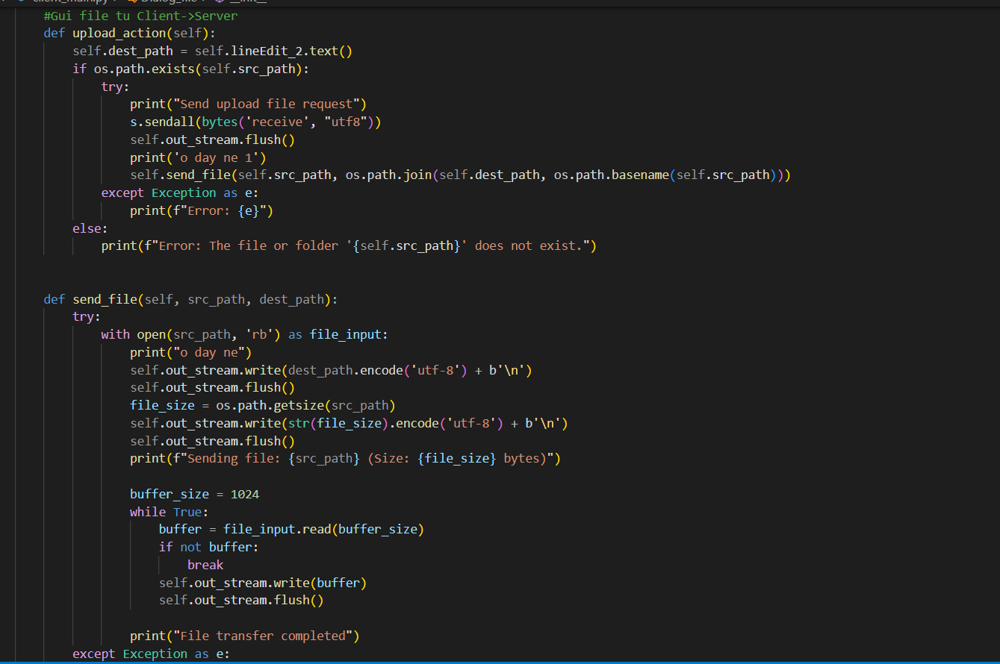 #Gui file tu Client->Server
def upload_action(self):
self.dest_path = self.lineEdit_2.text()
if os.path.exists(self.src_path):
try:
print("Send upload file request")
s.sendall(bytes('receive', "utf8"))
self.out_stream.flush()
print('o day ne 1')
self.send_file(self.src_path, os.path.join(self.dest_path, os.path.basename(self.src_path)))
except Exception as e:
print(f"Error: {e}")
else:
print(f"Error: The file or folder '{self.src_path}' does not exist.")
def send_file(self, src_path, dest_path):
try:
with open(src_path, 'rb') as file_input:
print("o day ne")
self.out_stream.write(dest_path.encode('utf-8') + b'\n')
self.out_stream.flush()
file_size = os.path.getsize(src_path)
self.out_stream.write(str(file_size).encode('utf-8') + b'\n')
self.out_stream.flush()
print(f"Sending file: {src_path} (Size: {file_size} bytes)")
buffer_size = 1024
while True:
buffer = file_input.read(buffer_size)
if not buffer:
break
self.out_stream.write(buffer)
self.out_stream.flush()
print("File transfer completed")
except Exception as e: